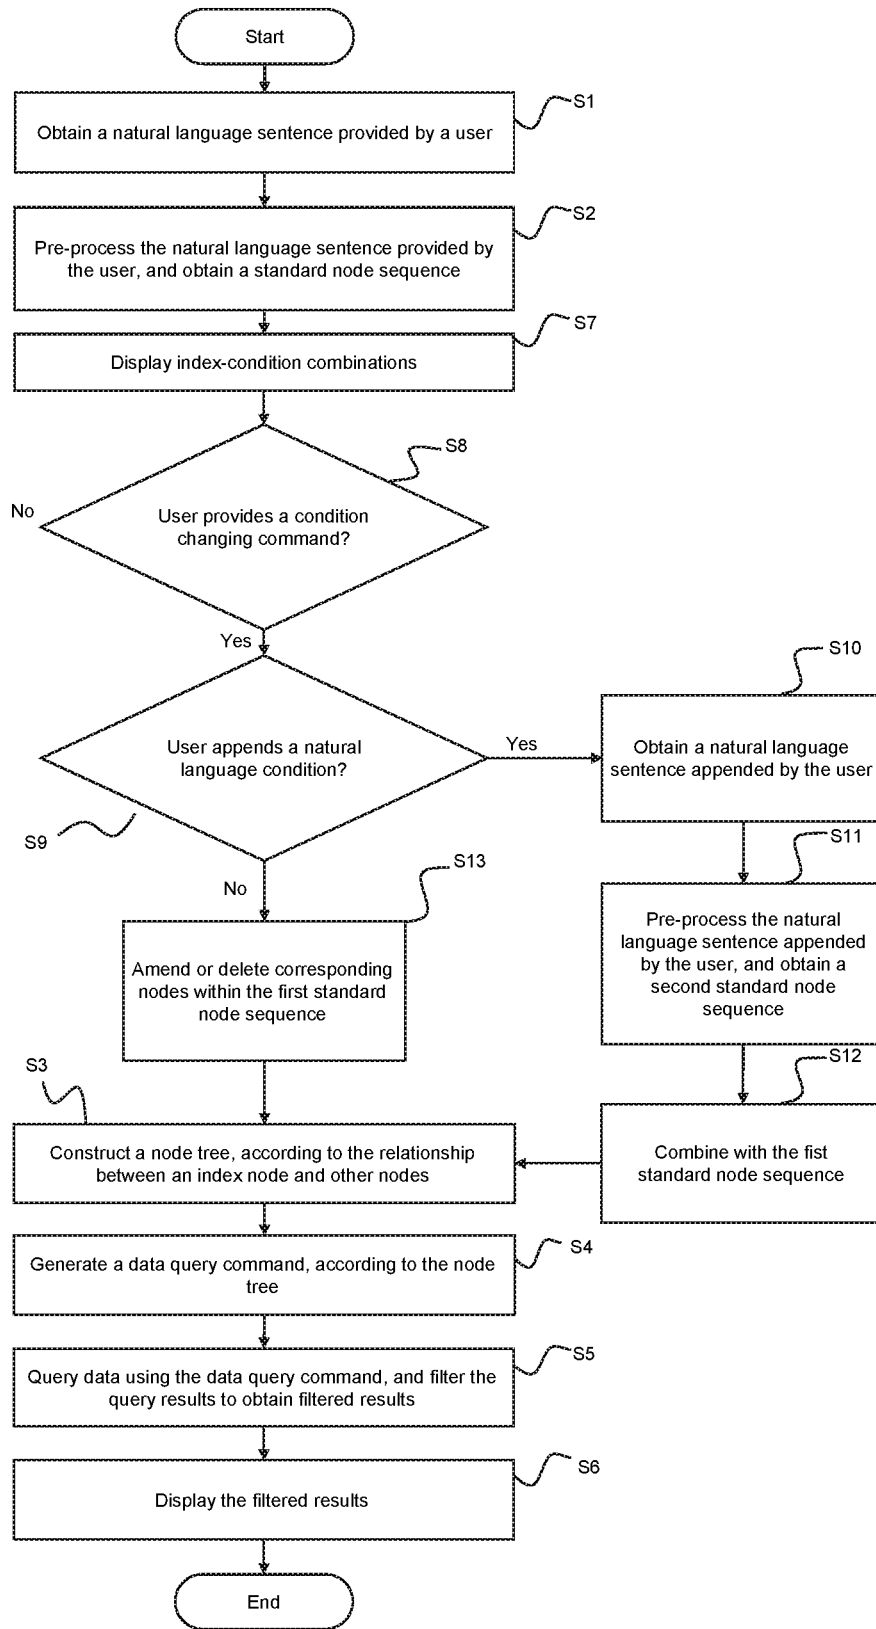 Start
S1
Obtain a natural language sentence provided by a user
S2
Pre-process the natural language sentence provided by
the user, and obtain a standard node sequence
S7
Display index-condition combinations
S8
No
User provides a condition
changing command?
Yes
S10
User appends a natural
language condition?
Yes
Obtain a natural language
sentence appended by the user
S9
No
S13
S11
Amend or delete corresponding
nodes within the first standard
node sequence
Pre-process the natural
language sentence appended
by the user, and obtain a
second standard node
sequence
S3
S12
Construct a node tree, according to the relationship
between an index node and other nodes
Combine with the fist
standard node sequence
S4
Generate a data query command, according to the node
tree
S5
Query data using the data query command, and filter the
query results to obtain filtered results
S6
Display the filtered results
End